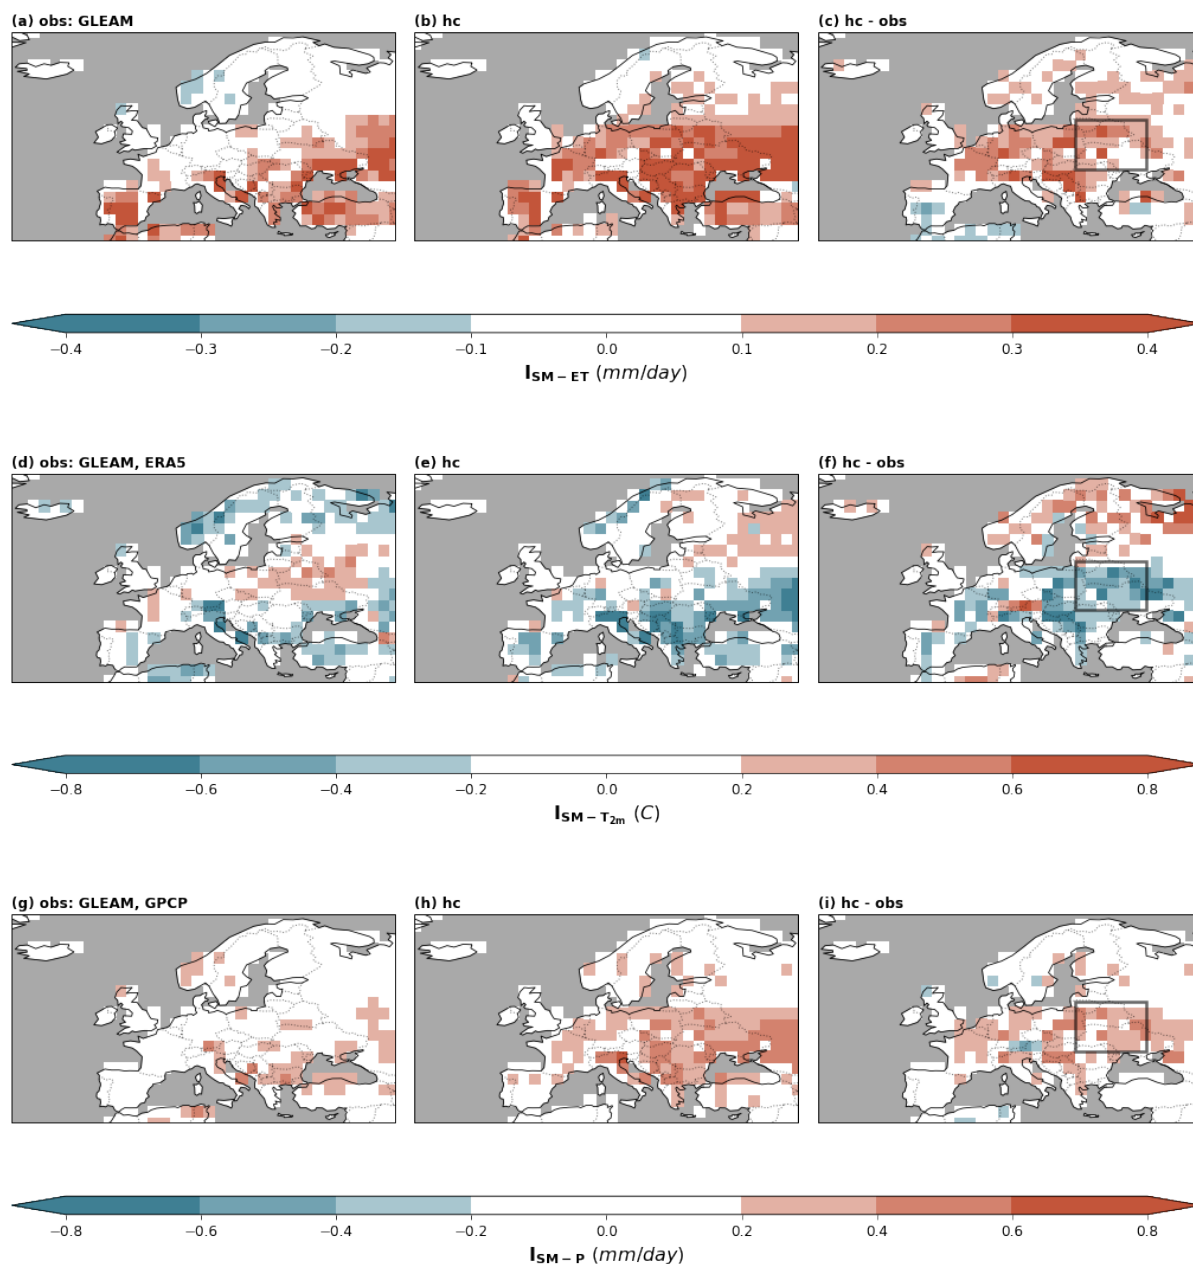 (a) obs: GLEAM (b) hc (c) hc - obs
−0.4 −0.3 −0.2 −0.1 0.0 0.1 0.2 0.3 0.4
I_SM−ET (mm/day)
(d) obs: GLEAM, ERA5 (e) hc (f) hc - obs
−0.8 −0.6 −0.4 −0.2 0.0 0.2 0.4 0.6 0.8
I_SM−T_2m (C)
(g) obs: GLEAM, GPCP (h) hc (i) hc - obs
−0.8 −0.6 −0.4 −0.2 0.0 0.2 0.4 0.6 0.8
I_SM−P (mm/day)